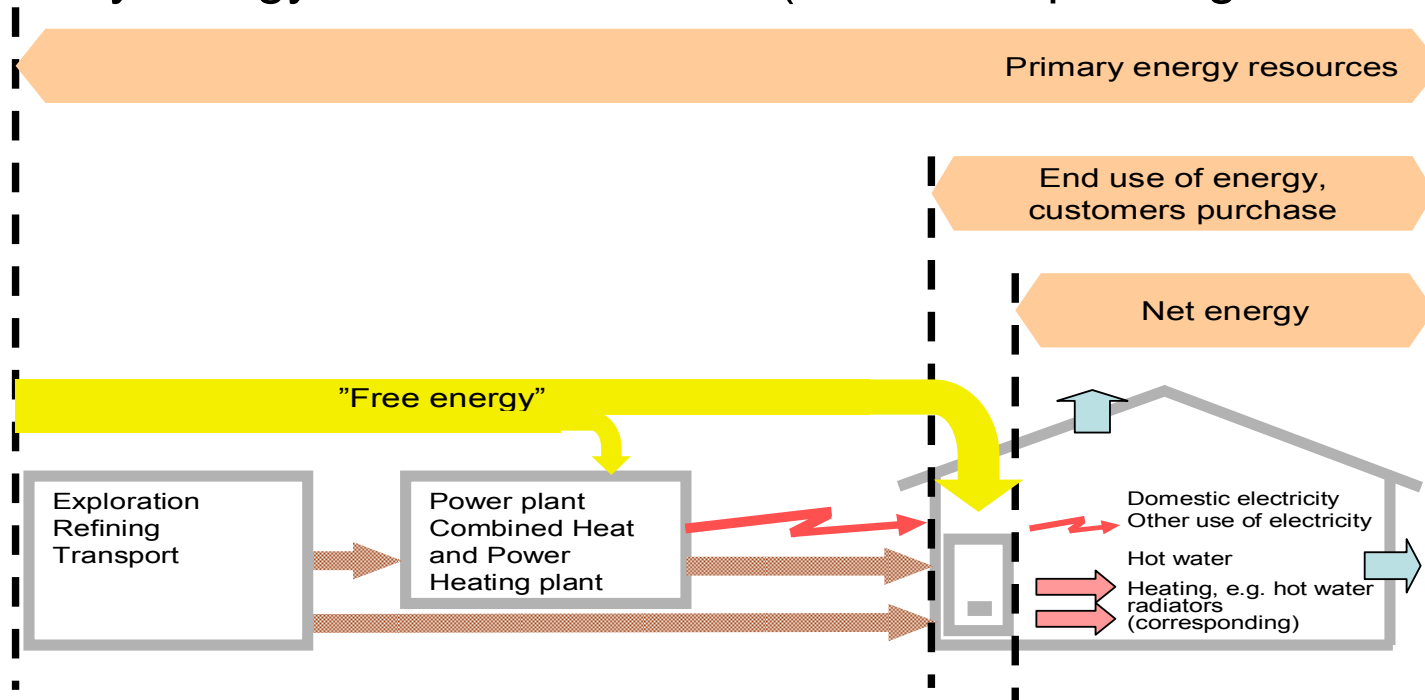 Primary energy resources
End use of energy,
customers purchase
Net energy
”Free energy”
Exploration
Refining
Transport
Power plant
Combined Heat
and Power
Heating plant
Domestic electricity
Other use of electricity
Hot water
Heating, e.g. hot water
radiators
(corresponding)